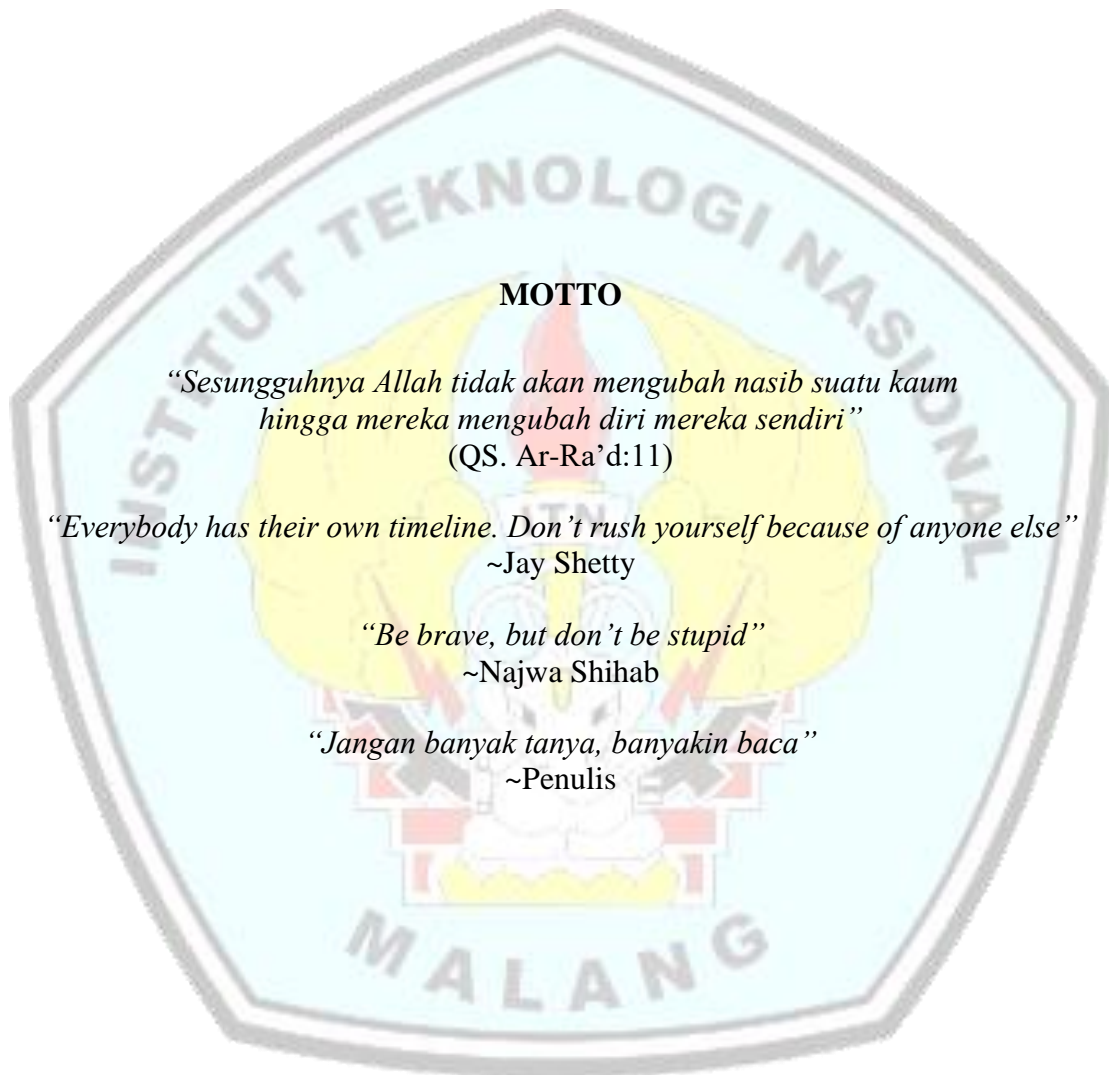 INSTITUT TEKNOLOGI NASIONAL
MOTTO
“Sesungguhnya Allah tidak akan mengubah nasib suatu kaum
hingga mereka mengubah diri mereka sendiri”
(QS. Ar-Ra’d:11)
ITN
“Everybody has their own timeline. Don’t rush yourself because of anyone else”
~Jay Shetty
“Be brave, but don’t be stupid”
~Najwa Shihab
“Jangan banyak tanya, banyakin baca”
~Penulis
MALANG